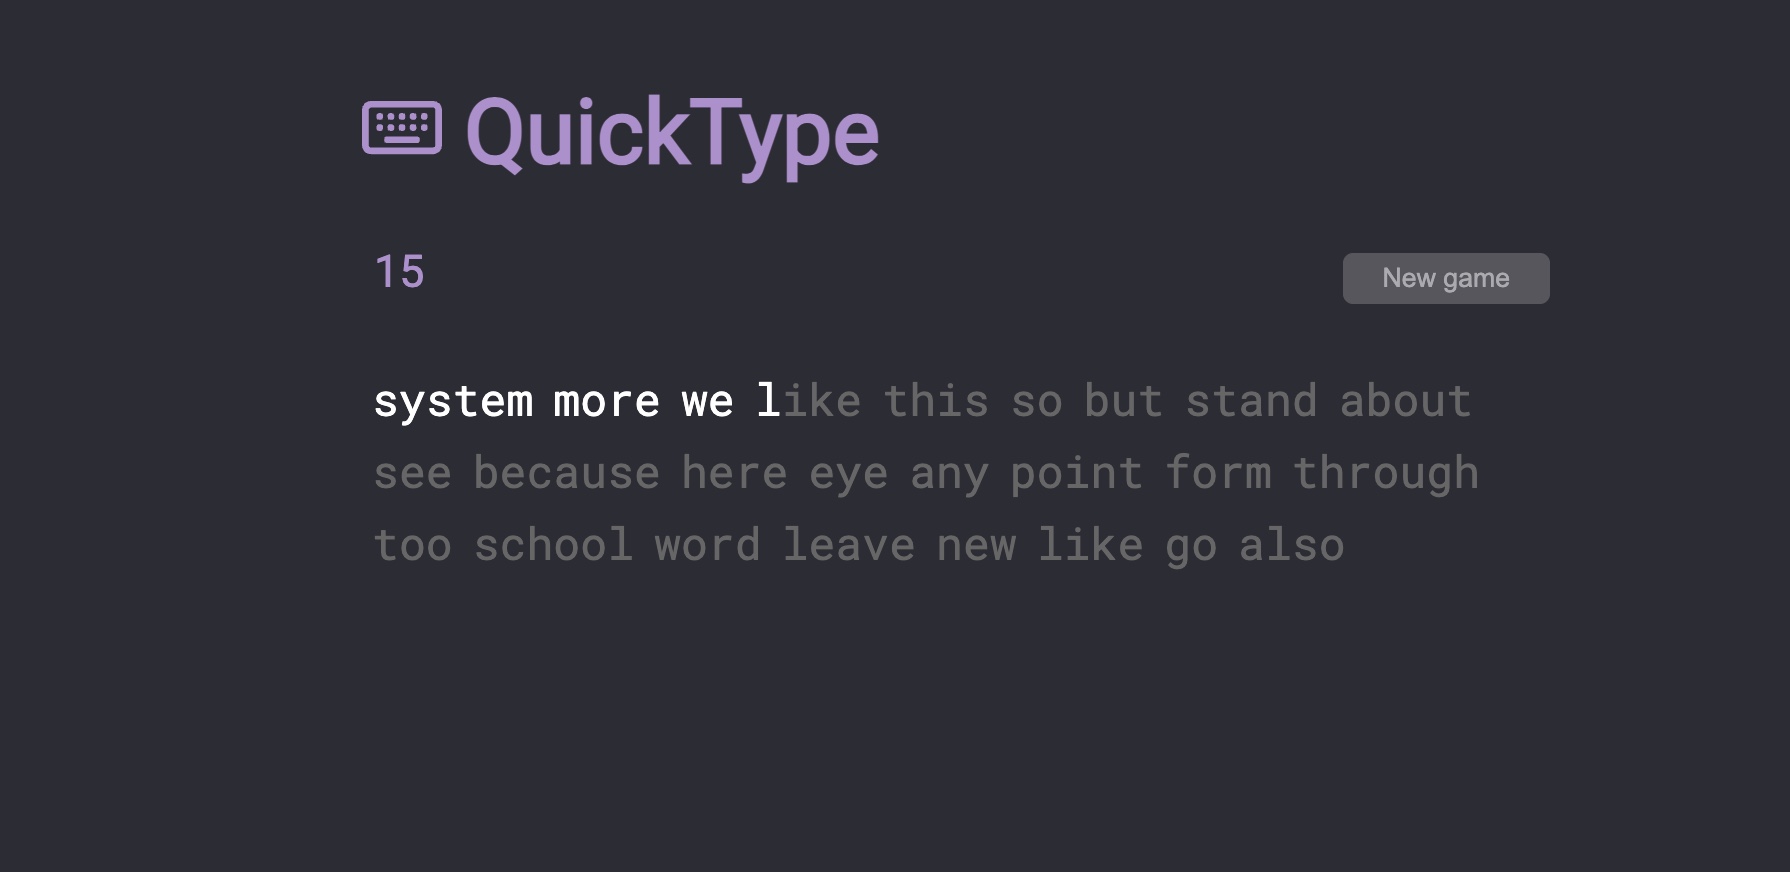 QuickType
15
New game
system more we like this so but stand about
see because here eye any point form through
too school word leave new like go also